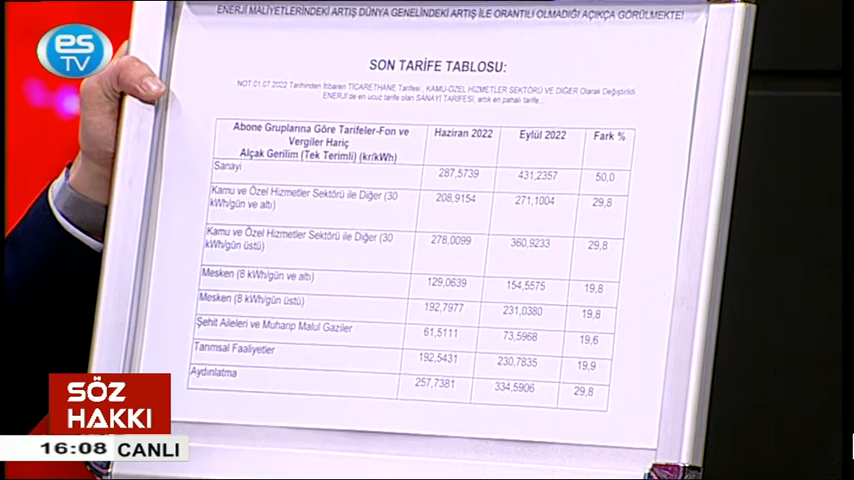 ENERJİ MALİYETLERİNDEKİ ARTIŞ DÜNYA GENELİNDEKİ ARTIŞ İLE ORANTILI OLMADIĞI AÇIKÇA GÖRÜLMEKTE!
es
TV
SON TARİFE TABLOSU:
NOT:01.07.2022 Tarihinden İtibaren TİCARETHANE Tarifesi, KAMU-ÖZEL HİZMETLER SEKTÖRÜ VE DİĞER Olarak Değiştirildi.
ENERJİ'de en ucuz tarife olan SANAYİ TARİFESİ, artık en pahalı tarife...
Abone Gruplarına Göre Tarifeler-Fon ve
Vergiler Hariç
Alçak Gerilim (Tek Terimli) (kr/kWh) Haziran 2022 Eylül 2022 Fark %
Sanayi 287,5739 431,2357 50,0
Kamu ve Özel Hizmetler Sektörü ile Diğer (30
kWh/gün ve altı) 208,9154 271,1004 29,8
Kamu ve Özel Hizmetler Sektörü ile Diğer (30
kWh/gün üstü) 278,0099 360,9233 29,8
Mesken (8 kWh/gün ve altı) 129,0639 154,5575 19,8
Mesken (8 kWh/gün üstü) 192,7977 231,0380 19,8
Şehit Aileleri ve Muharip Malul Gaziler 61,5111 73,5968 19,6
Tarımsal Faaliyetler 192,5431 230,7835 19,9
Aydınlatma 257,7381 334,5906 29,8
SÖZ
HAKKI
16:08 CANLI